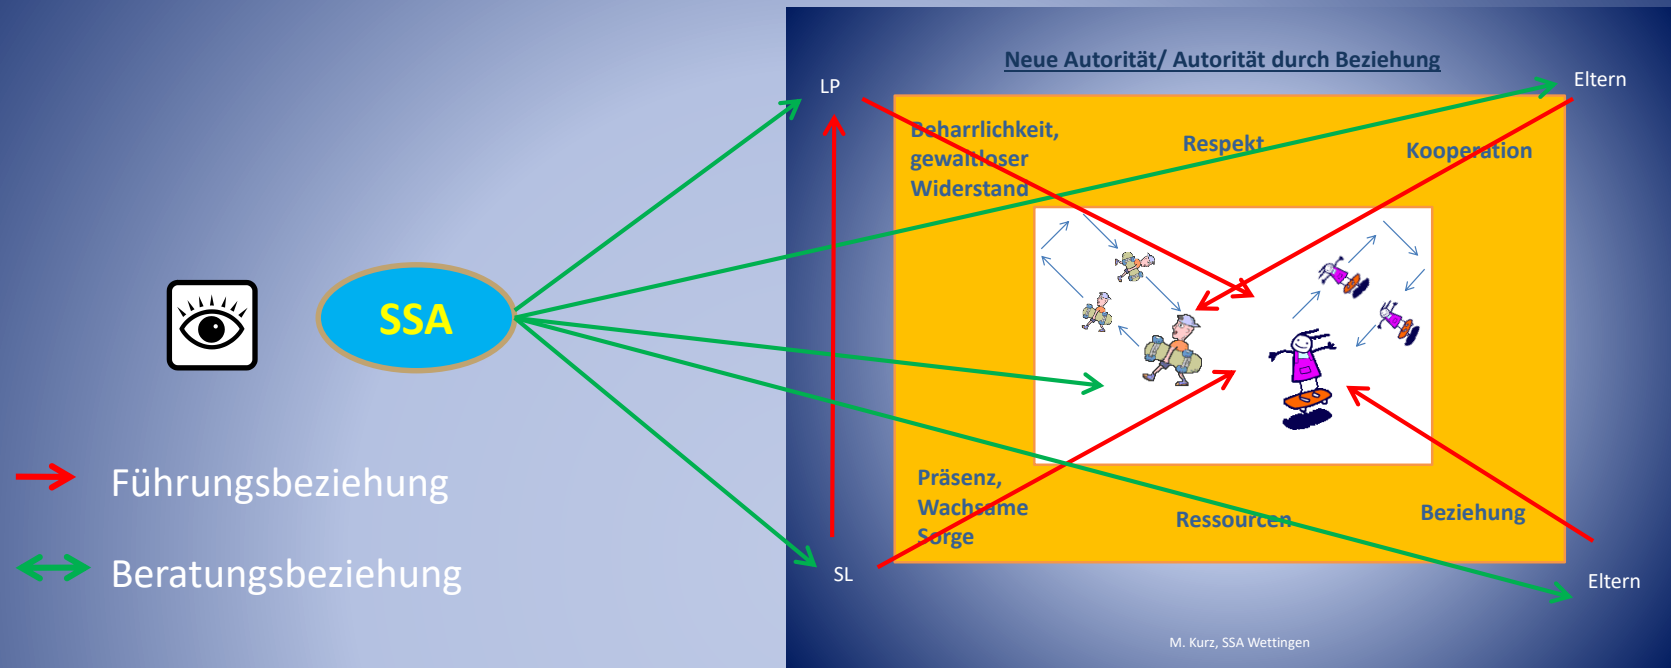 Neue Autorität/ Autorität durch Beziehung
LP
Eltern
Beharrlichkeit,
gewaltloser
Widerstand
Respekt
Kooperation
SSA
Führungsbeziehung
Beratungsbeziehung
Präsenz,
Wachsame
Sorge
Ressourcen
Beziehung
SL
Eltern
M. Kurz, SSA Wettingen